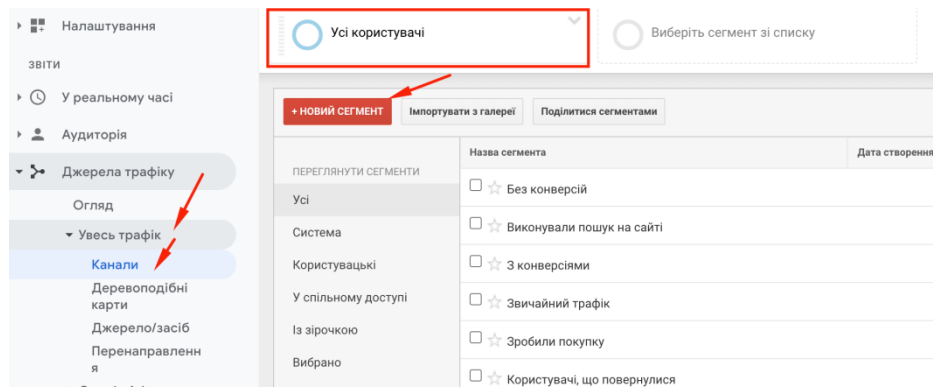 Налаштування
ЗВІТИ
У реальному часі
Аудиторія
Джерела трафіку
Огляд
Увесь трафік
Канали
Деревоподібні
карти
Джерело/засіб
Перенаправленн
я
Усі користувачі
Виберіть сегмент зі списку
+ НОВИЙ СЕГМЕНТ
Імпортувати з галереї
Поділитися сегментами
ПЕРЕГЛЯНУТИ СЕГМЕНТИ
Усі
Система
Користувацькі
У спільному доступі
Із зірочкою
Вибрано
Назва сегмента
Дата створення
Без конверсій
Виконували пошук на сайті
З конверсіями
Звичайний трафік
Зробили покупку
Користувачі, що повернулися